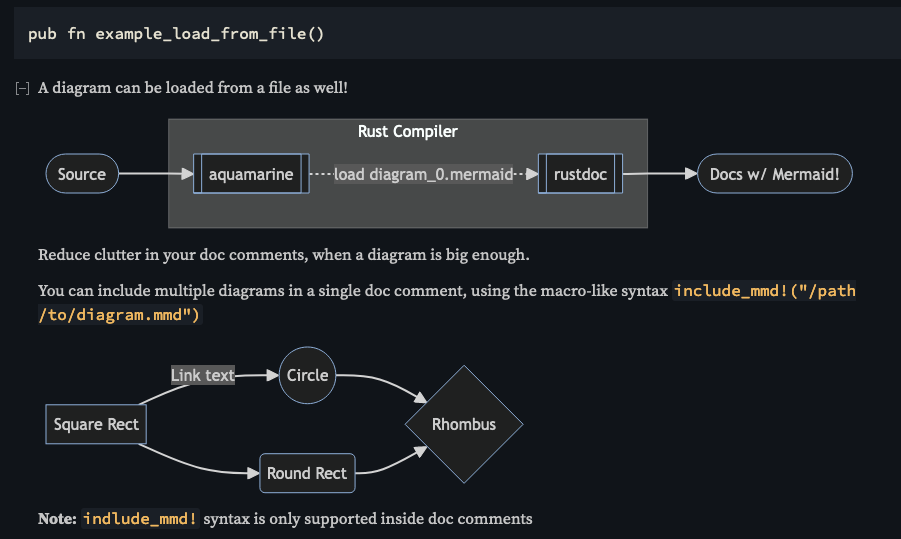 pub fn example_load_from_file()
[−] A diagram can be loaded from a file as well!
Rust Compiler
Source
aquamarine
load diagram_0.mermaid
rustdoc
Docs w/ Mermaid!
Reduce clutter in your doc comments, when a diagram is big enough.
You can include multiple diagrams in a single doc comment, using the macro-like syntax include_mmd!("/path
/to/diagram.mmd")
Link text
Circle
Square Rect
Rhombus
Round Rect
Note: indlude_mmd! syntax is only supported inside doc comments